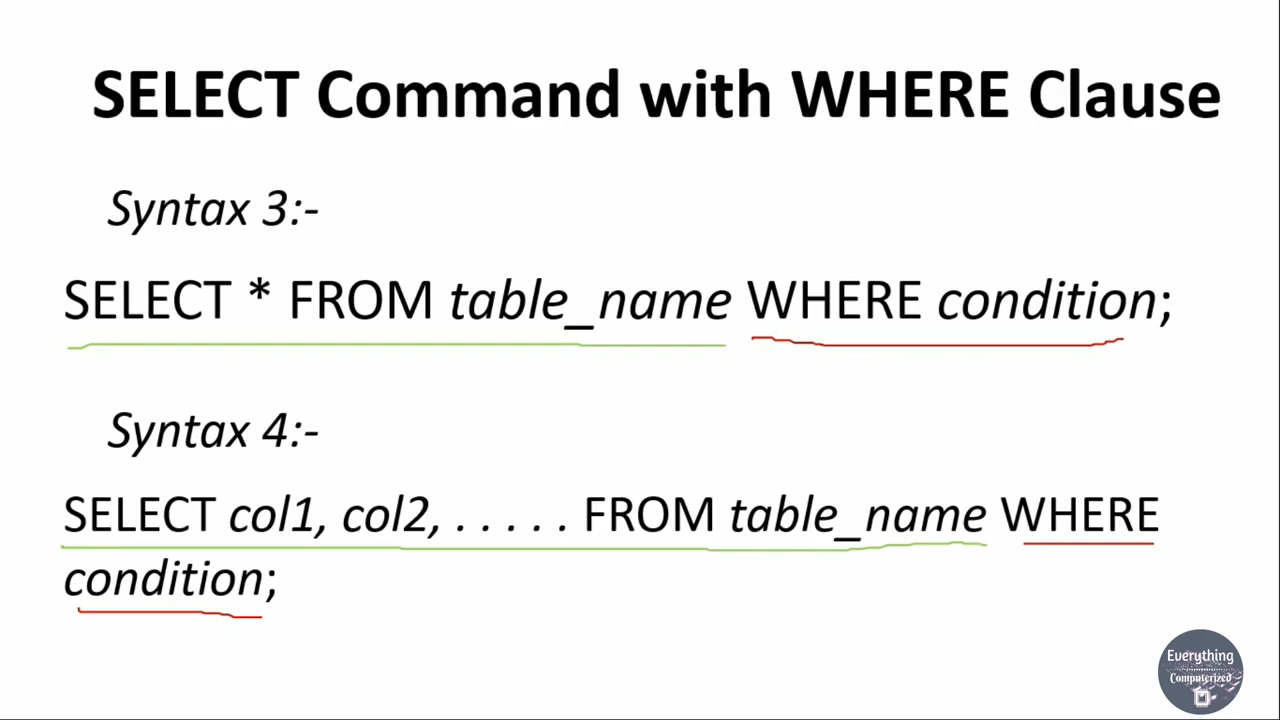 SELECT Command with WHERE Clause
Syntax 3:-
SELECT * FROM table_name WHERE condition;
Syntax 4:-
SELECT col1, col2, . . . . . FROM table_name WHERE
condition;
Everything
Computerized